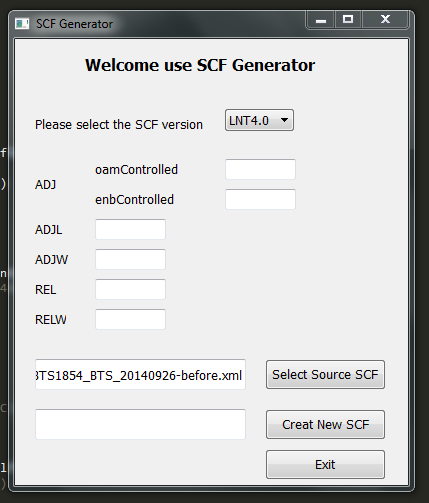 SCF Generator
Welcome use SCF Generator
Please select the SCF version LNT4.0
oamControlled
ADJ
enbControlled
ADJL
ADJW
REL
RELW
BTS1854_BTS_20140926-before.xml Select Source SCF
Creat New SCF
Exit